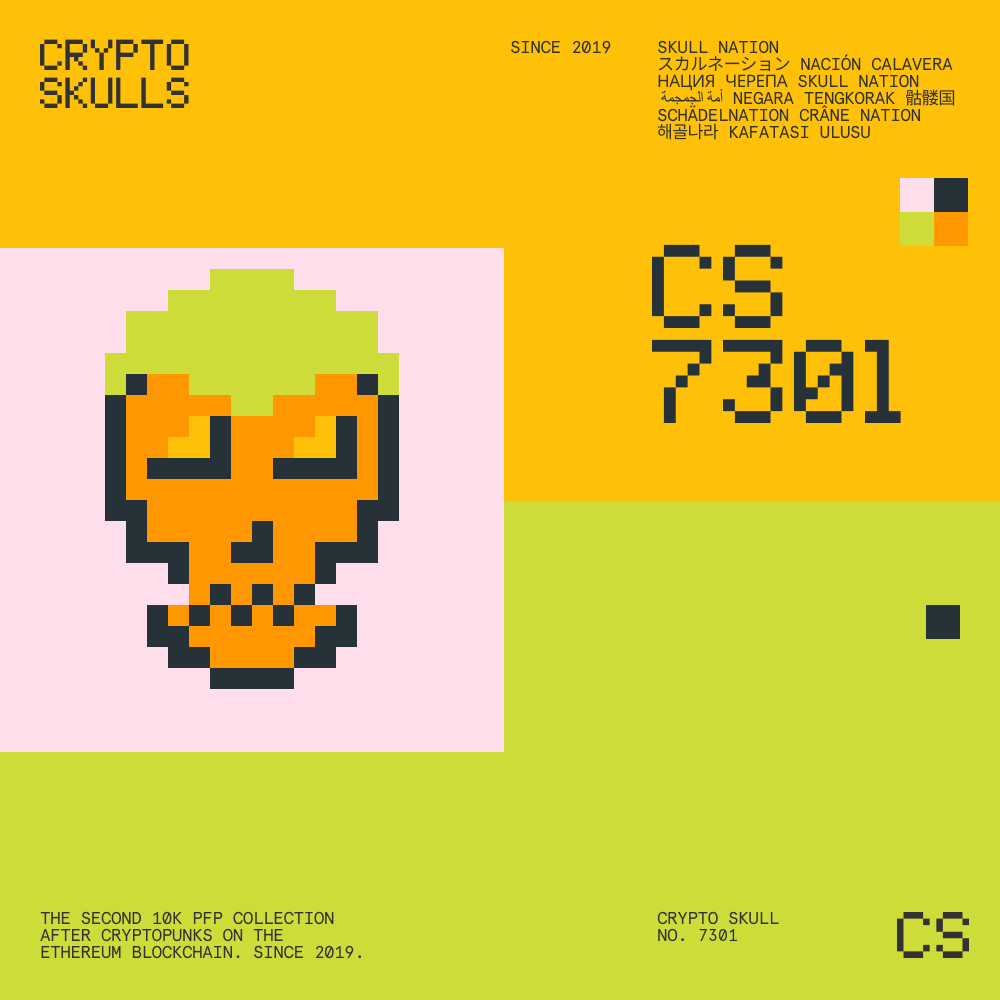 CRYPTO
SKULLS
SINCE 2019
SKULL NATION
スカルネーション NACIÓN CALAVERA
НАЦИЯ ЧЕРЕПА SKULL NATION
أمة الجمجمة NEGARA TENGKORAK 骷髅国
SCHÄDELNATION CRÂNE NATION
해골나라 KAFATASI ULUSU
CS
7301
THE SECOND 10K PFP COLLECTION
AFTER CRYPTOPUNKS ON THE
ETHEREUM BLOCKCHAIN. SINCE 2019.
CRYPTO SKULL
NO. 7301
CS